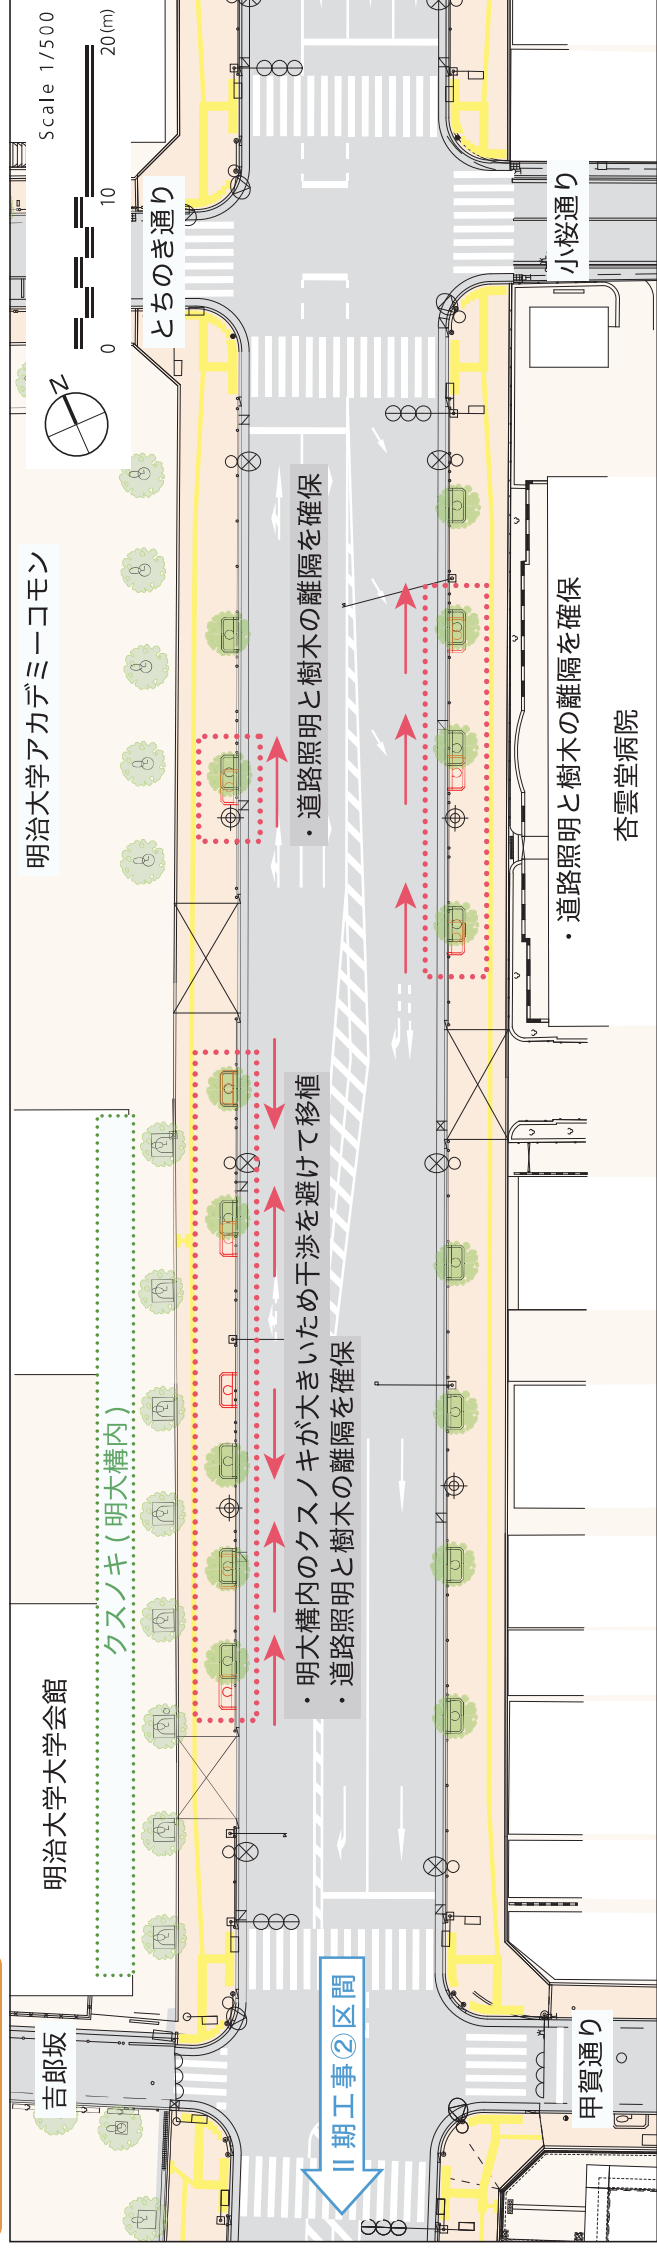 Scale 1/500
0 10 20(m)
N
とちのき通り
小桜通り
明治大学アカデミーコモン
・道路照明と樹木の離隔を確保
・道路照明と樹木の離隔を確保
杏雲堂病院
クスノキ(明大構内)
・明大構内のクスノキが大きいため干渉を避けて移植
・道路照明と樹木の離隔を確保
明治大学大学会館
吉郎坂
Ⅱ期工事②区間
甲賀通り